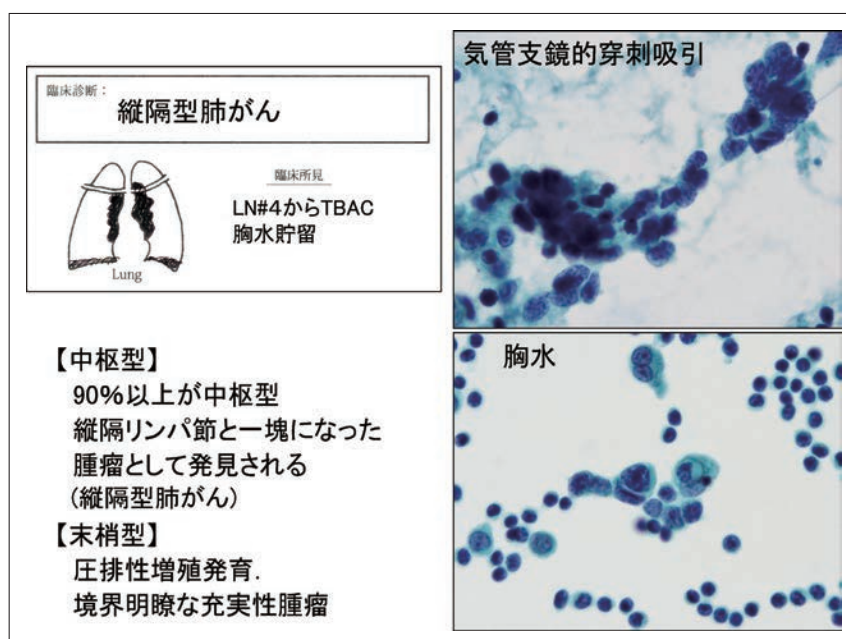 臨床診断：
縦隔型肺がん
臨床所見
LN#4からTBAC
胸水貯留
Lung
【中枢型】
90%以上が中枢型
縦隔リンパ節と一塊になった
腫瘤として発見される
(縦隔型肺がん)
【末梢型】
圧排性増殖発育.
境界明瞭な充実性腫瘤
気管支鏡的穿刺吸引
胸水